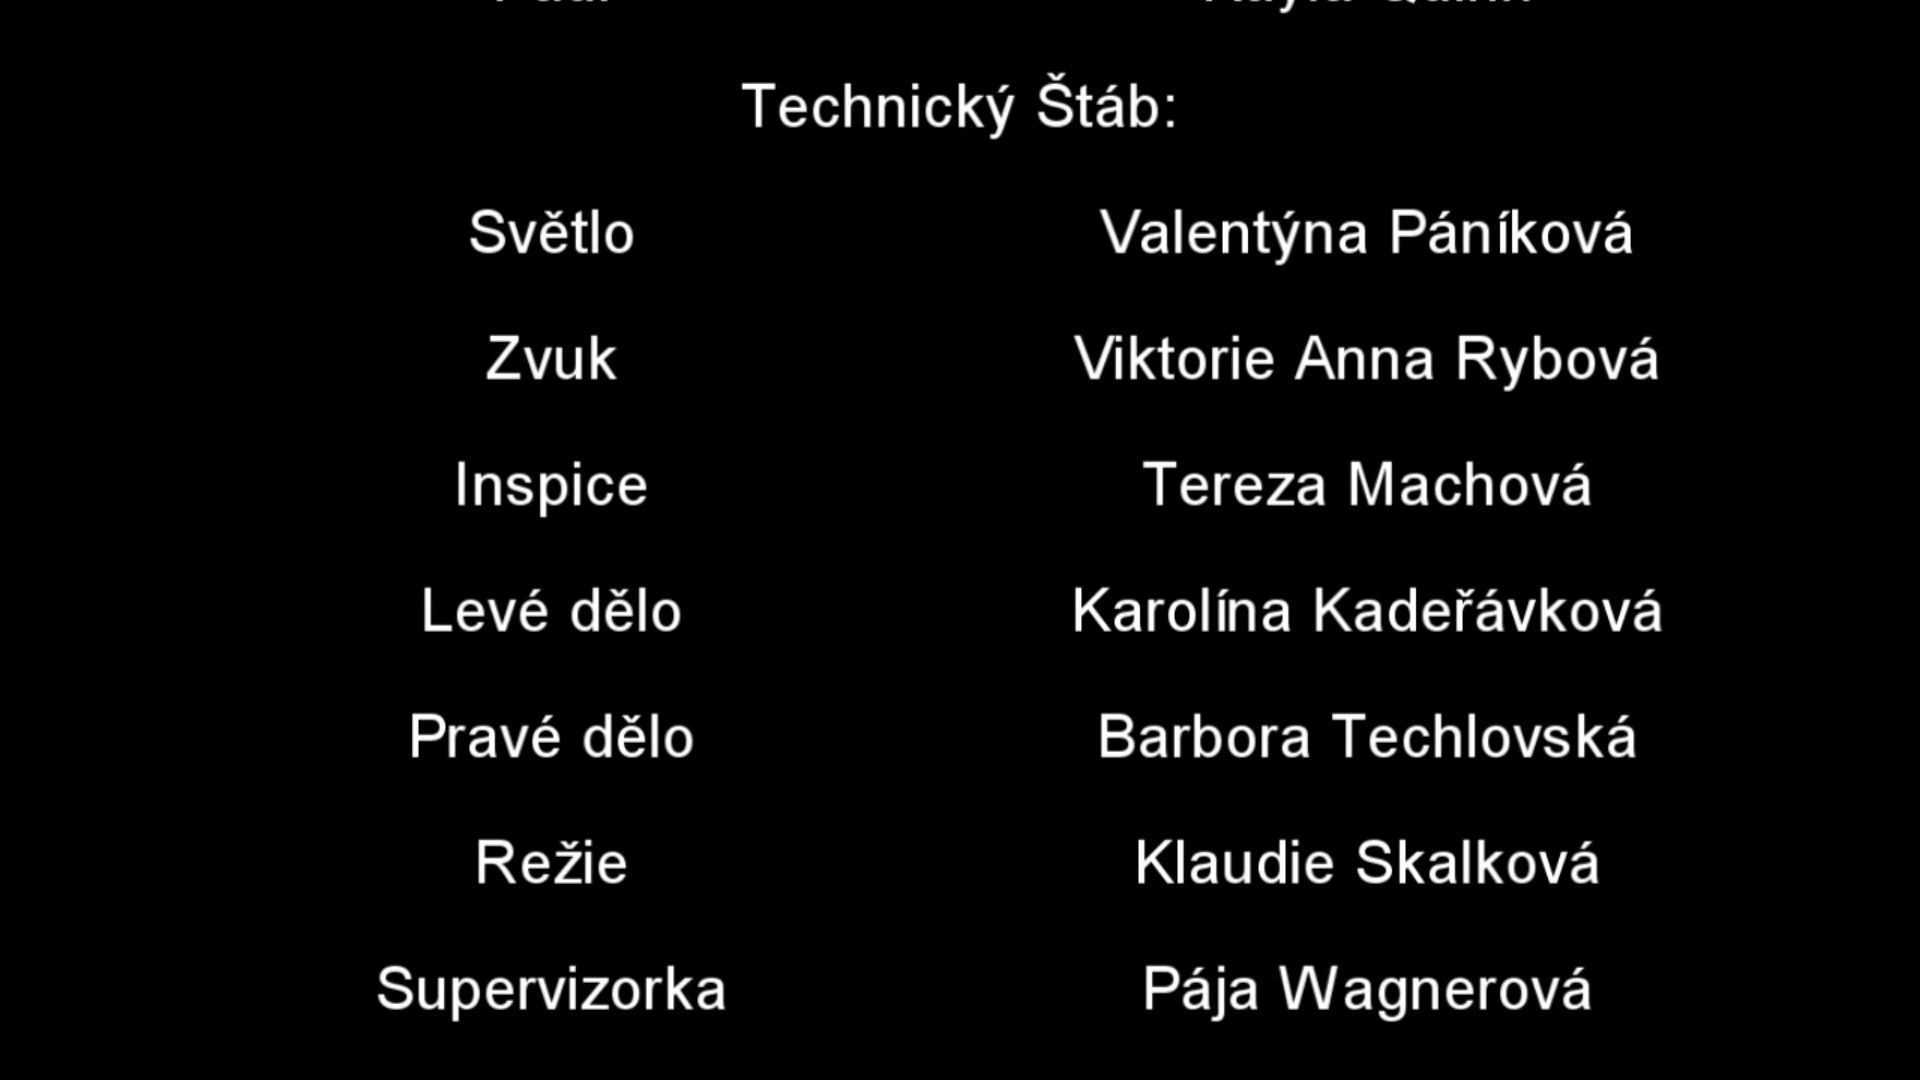 Technický Štáb:
Světlo Valentýna Páníková
Zvuk Viktorie Anna Rybová
Inspice Tereza Machová
Levé dělo Karolína Kadeřávková
Pravé dělo Barbora Techlovská
Režie Klaudie Skalková
Supervizorka Pája Wagnerová